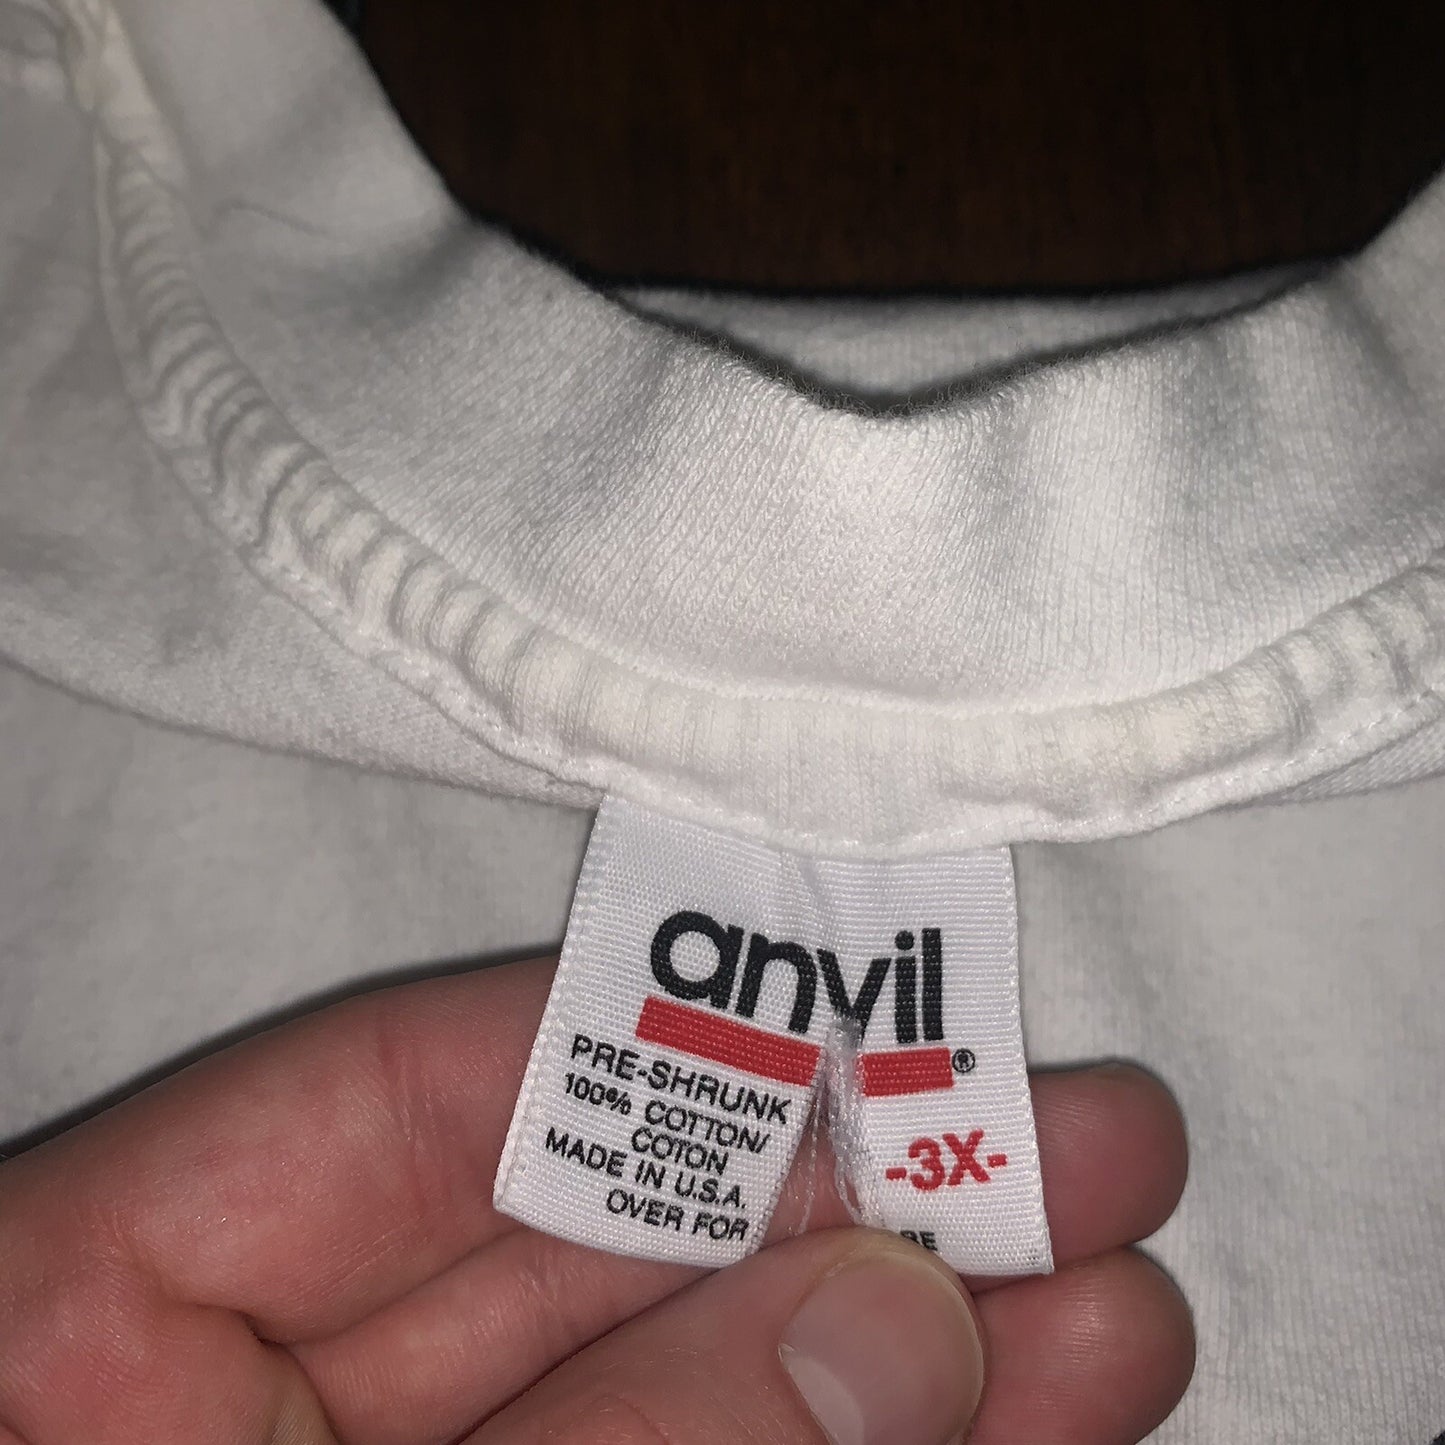 anvil®
PRE-SHRUNK
100% COTTON/
COTON
-3X-
MADE IN U.S.A.
OVER FOR